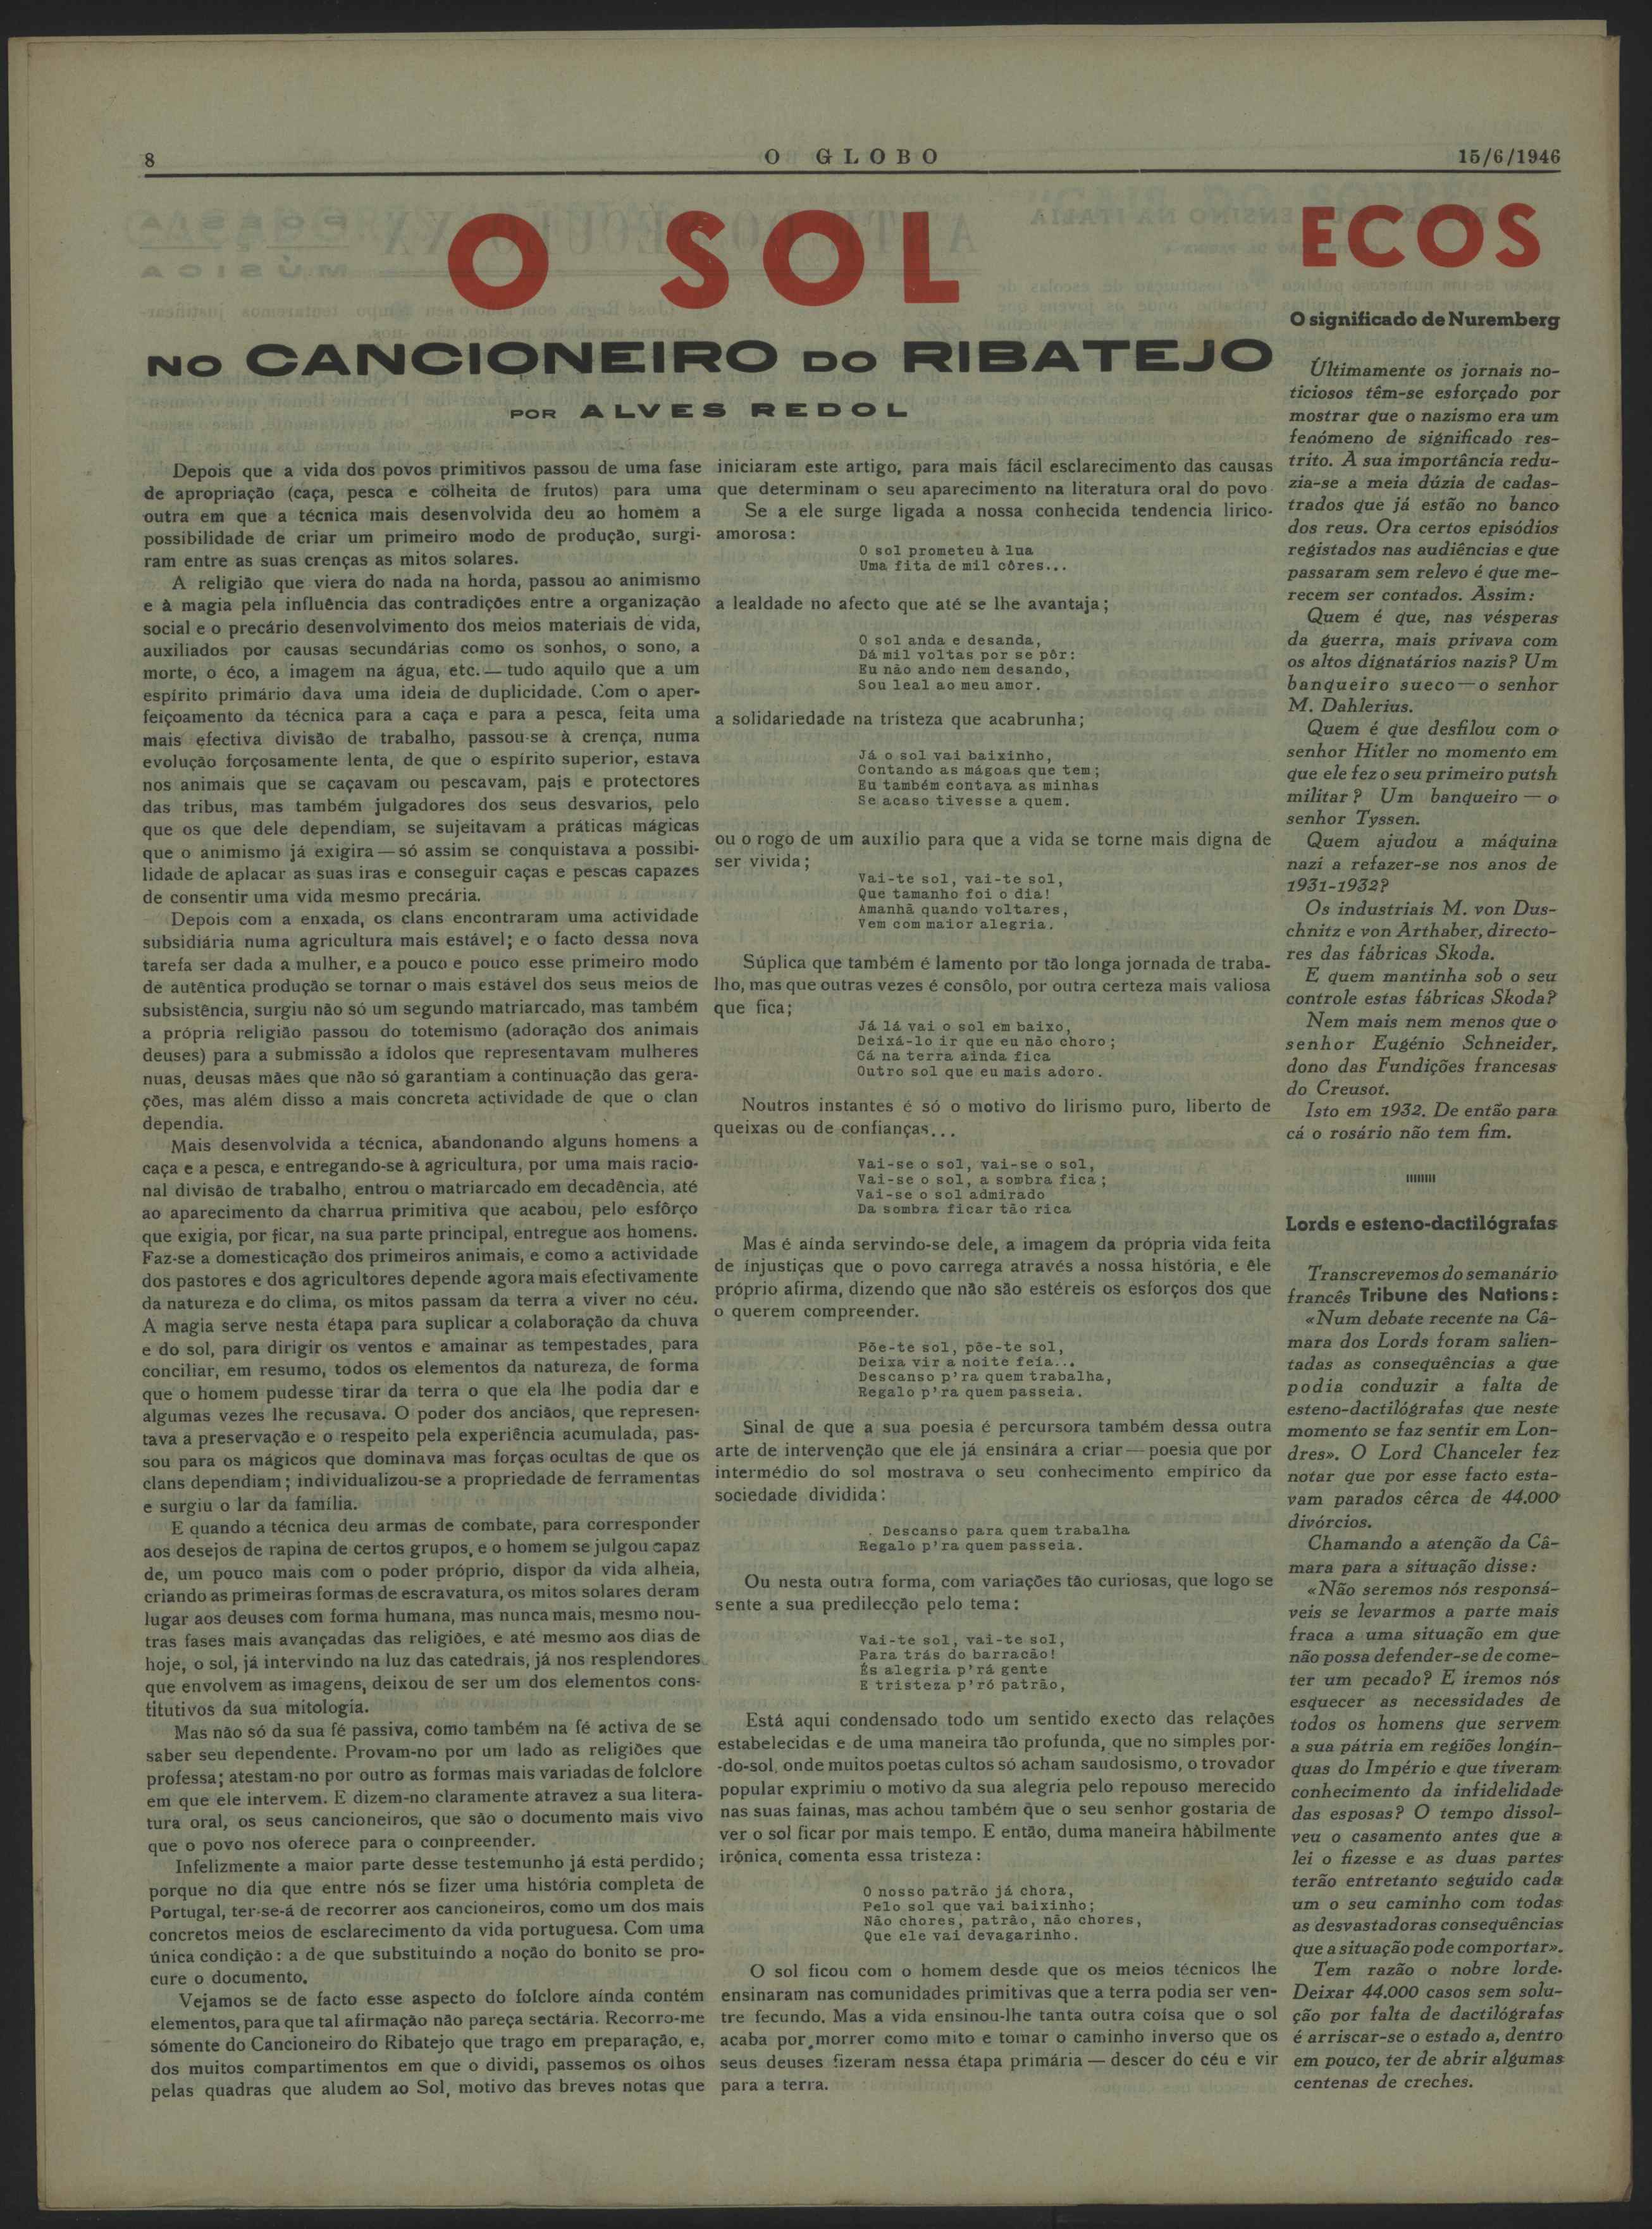 8
O GLOBO
15/6/1946
O SOL
NO CANCIONEIRO DO RIBATEJO
POR ALVES REDOL
Depois que a vida dos povos primitivos passou de uma fase
de apropriação (caça, pesca e colheita de frutos) para uma
outra em que a técnica mais desenvolvida deu ao homem a
possibilidade de criar um primeiro modo de produção, surgi-
ram entre as suas crenças as mitos solares.
A religião que viera do nada na horda, passou ao animismo
e à magia pela influência das contradições entre a organização
social e o precário desenvolvimento dos meios materiais de vida,
auxiliados por causas secundárias como os sonhos, o sono, a
morte, o éco, a imagem na água, etc. — tudo aquilo que a um
espírito primário dava uma ideia de duplicidade. Com o aper-
feiçoamento da técnica para a caça e para a pesca, feita uma
mais efectiva divisão de trabalho, passou-se à crença, numa
evolução forçosamente lenta, de que o espírito superior, estava
nos animais que se caçavam ou pescavam, pais e protectores
das tribus, mas também julgadores dos seus desvarios, pelo
que os que dele dependiam, se sujeitavam a práticas mágicas
que o animismo já exigira — só assim se conquistava a possibi-
lidade de aplacar as suas iras e conseguir caças e pescas capazes
de consentir uma vida mesmo precária.
Depois com a enxada, os clans encontraram uma actividade
subsidiária numa agricultura mais estável; e o facto dessa nova
tarefa ser dada a mulher, e a pouco e pouco esse primeiro modo
de autêntica produção se tornar o mais estável dos seus meios de
subsistência, surgiu não só um segundo matriarcado, mas também
a própria religião passou do totemismo (adoração dos animais
deuses) para a submissão a ídolos que representavam mulheres
nuas, deusas mães que não só garantiam a continuação das gera-
ções, mas além disso a mais concreta actividade de que o clan
dependia.
Mais desenvolvida a técnica, abandonando alguns homens a
caça e a pesca, e entregando-se à agricultura, por uma mais racio-
nal divisão de trabalho, entrou o matriarcado em decadência, até
ao aparecimento da charrua primitiva que acabou, pelo esfôrço
que exigia, por ficar, na sua parte principal, entregue aos homens.
Faz-se a domesticação dos primeiros animais, e como a actividade
dos pastores e dos agricultores depende agora mais efectivamente
da natureza e do clima, os mitos passam da terra a viver no céu.
A magia serve nesta étapa para suplicar a colaboração da chuva
e do sol, para dirigir os ventos e amainar as tempestades, para
conciliar, em resumo, todos os elementos da natureza, de forma
que o homem pudesse tirar da terra o que ela lhe podia dar e
algumas vezes lhe recusava. O poder dos anciãos, que represen-
tava a preservação e o respeito pela experiência acumulada, pas-
sou para os mágicos que dominava mas forças ocultas de que os
clans dependiam; individualizou-se a propriedade de ferramentas
e surgiu o lar da família.
E quando a técnica deu armas de combate, para corresponder
aos desejos de rapina de certos grupos, e o homem se julgou capaz
de, um pouco mais com o poder próprio, dispor da vida alheia,
criando as primeiras formas de escravatura, os mitos solares deram
lugar aos deuses com forma humana, mas nunca mais, mesmo nou-
tras fases mais avançadas das religiões, e até mesmo aos dias de
hoje, o sol, já intervindo na luz das catedrais, já nos resplendores
que envolvem as imagens, deixou de ser um dos elementos cons-
titutivos da sua mitologia.
Mas não só da sua fé passiva, como também na fé activa de se
saber seu dependente. Provam-no por um lado as religiões que
professa; atestam-no por outro as formas mais variadas de folclore
em que ele intervem. E dizem-no claramente atravez a sua litera-
tura oral, os seus cancioneiros, que são o documento mais vivo
que o povo nos oferece para o compreender.
Infelizmente a maior parte desse testemunho já está perdido;
porque no dia que entre nós se fizer uma história completa de
Portugal, ter-se-á de recorrer aos cancioneiros, como um dos mais
concretos meios de esclarecimento da vida portuguesa. Com uma
única condição: a de que substituindo a noção do bonito se pro-
cure o documento.
Vejamos se de facto esse aspecto do folclore aínda contém
elementos, para que tal afirmação não pareça sectária. Recorro-me
sómente do Cancioneiro do Ribatejo que trago em preparação, e,
dos muitos compartimentos em que o dividi, passemos os olhos
pelas quadras que aludem ao Sol, motivo das breves notas que
iniciaram este artigo, para mais fácil esclarecimento das causas
que determinam o seu aparecimento na literatura oral do povo
Se a ele surge ligada a nossa conhecida tendencia lirico-
amorosa:
O sol prometeu à lua
Uma fita de mil côres...
a lealdade no afecto que até se lhe avantaja;
O sol anda e desanda,
Dá mil voltas por se pôr:
Eu não ando nem desando,
Sou leal ao meu amor.
a solidariedade na tristeza que acabrunha;
Já o sol vai baixinho,
Contando as mágoas que tem;
Eu também contava as minhas
Se acaso tivesse a quem.
ou o rogo de um auxílio para que a vida se torne mais digna de
ser vivida;
Vai-te sol, vai-te sol,
Que tamanho foi o dia!
Amanhã quando voltares,
Vem com maior alegria.
Súplica que também é lamento por tão longa jornada de traba-
lho, mas que outras vezes é consôlo, por outra certeza mais valiosa
que fica;
Já lá vai o sol em baixo,
Deixá-lo ir que eu não choro;
Cá na terra ainda fica
Outro sol que eu mais adoro.
Noutros instantes é só o motivo do lirismo puro, liberto de
queixas ou de confianças...
Vai-se o sol, vai-se o sol,
Vai-se o sol, a sombra fica;
Vai-se o sol admirado
Da sombra ficar tão rica
Mas é aínda servindo-se dele, a imagem da própria vida feita
de injustiças que o povo carrega através a nossa história, e êle
próprio afirma, dizendo que não são estéreis os esforços dos que
o querem compreender.
Põe-te sol, põe-te sol,
Deixa vir a noite feia...
Descanso p'ra quem trabalha,
Regalo p'ra quem passeia.
Sinal de que a sua poesia é percursora também dessa outra
arte de intervenção que ele já ensinára a criar — poesia que por
intermédio do sol mostrava o seu conhecimento empírico da
sociedade dividida:
Descanso para quem trabalha
Regalo p'ra quem passeia.
Ou nesta outra forma, com variações tão curiosas, que logo se
sente a sua predilecção pelo tema:
Vai-te sol, vai-te sol,
Para trás do barracão!
És alegria p'rá gente
E tristeza p'ró patrão,
Está aqui condensado todo um sentido execto das relações
estabelecidas e de uma maneira tão profunda, que no simples por-
-do-sol, onde muitos poetas cultos só acham saudosismo, o trovador
popular exprimiu o motivo da sua alegria pelo repouso merecido
nas suas fainas, mas achou também que o seu senhor gostaria de
ver o sol ficar por mais tempo. E então, duma maneira hàbilmente
irónica, comenta essa tristeza:
O nosso patrão já chora,
Pelo sol que vai baixinho;
Não chores, patrão, não chores,
Que ele vai devagarinho.
O sol ficou com o homem desde que os meios técnicos lhe
ensinaram nas comunidades primitivas que a terra podia ser ven-
tre fecundo. Mas a vida ensinou-lhe tanta outra coisa que o sol
acaba por morrer como mito e tomar o caminho inverso que os
seus deuses fizeram nessa étapa primária — descer do céu e vir
para a terra.
ECOS
O significado de Nuremberg
Últimamente os jornais no-
ticiosos têm-se esforçado por
mostrar que o nazismo era um
fenómeno de significado res-
trito. A sua importância redu-
zia-se a meia dúzia de cadas-
trados que já estão no banco
dos reus. Ora certos episódios
registados nas audiências e que
passaram sem relevo é que me-
recem ser contados. Assim:
Quem é que, nas vésperas
da guerra, mais privava com
os altos dignatários nazis? Um
banqueiro sueco — o senhor
M. Dahlerius.
Quem é que desfilou com o
senhor Hitler no momento em
que ele fez o seu primeiro putsh
militar? Um banqueiro — o
senhor Tyssen.
Quem ajudou a máquina
nazi a refazer-se nos anos de
1931-1932?
Os industriais M. von Dus-
chnitz e von Arthaber, directo-
res das fábricas Skoda.
E quem mantinha sob o seu
controle estas fábricas Skoda?
Nem mais nem menos que o
senhor Eugénio Schneider,
dono das Fundições francesas
do Creusot.
Isto em 1932. De então para
cá o rosário não tem fim.
Lords e esteno-dactilógrafas
Transcrevemos do semanário
francês Tribune des Nations:
«Num debate recente na Câ-
mara dos Lords foram salien-
tadas as consequências a que
podia conduzir a falta de
esteno-dactilógrafas que neste
momento se faz sentir em Lon-
dres». O Lord Chanceler fez
notar que por esse facto esta-
vam parados cêrca de 44.000
divórcios.
Chamando a atenção da Câ-
mara para a situação disse:
«Não seremos nós responsá-
veis se levarmos a parte mais
fraca a uma situação em que
não possa defender-se de come-
ter um pecado? E iremos nós
esquecer as necessidades de
todos os homens que servem
a sua pátria em regiões longín-
quas do Império e que tiveram
conhecimento da infidelidade
das esposas? O tempo dissol-
veu o casamento antes que a
lei o fizesse e as duas partes
terão entretanto seguido cada
um o seu caminho com todas
as desvastadoras consequências
que a situação pode comportar».
Tem razão o nobre lorde.
Deixar 44.000 casos sem solu-
ção por falta de dactilógrafas
é arriscar-se o estado a, dentro
em pouco, ter de abrir algumas
centenas de creches.